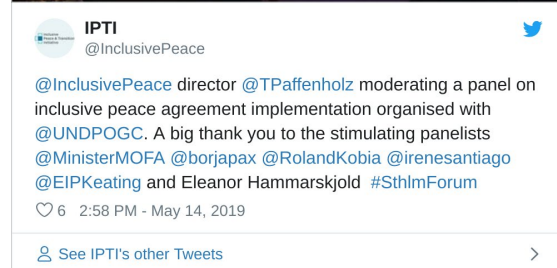 IPTI
@InclusivePeace
@InclusivePeace director @TPaffenholz moderating a panel on
inclusive peace agreement implementation organised with
@UNDPOGC. A big thank you to the stimulating panelists
@MinisterMOFA @borjapax @RolandKobia @irenesantiago
@EIPKeating and Eleanor Hammarskjold #SthlmForum
6 2:58 PM - May 14, 2019
See IPTI's other Tweets